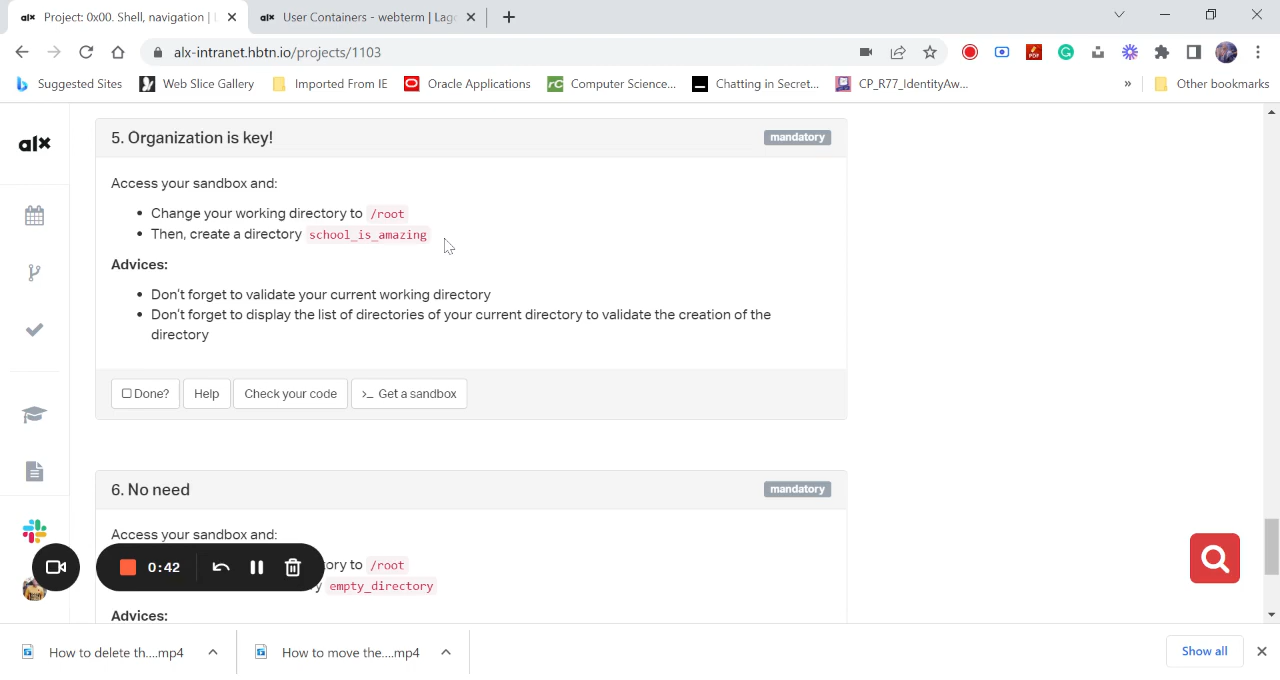 Project: 0x00. Shell, navigation |
alx User Containers - webterm | Lago
alx-intranet.hbtn.io/projects/1103
Suggested Sites Web Slice Gallery Imported From IE Oracle Applications Computer Science... Chatting in Secret... CP_R77_IdentityAw... » Other bookmarks
alx
5. Organization is key! mandatory
Access your sandbox and:
• Change your working directory to /root
• Then, create a directory school_is_amazing
Advices:
• Don't forget to validate your current working directory
• Don't forget to display the list of directories of your current directory to validate the creation of the
directory
Done? Help Check your code >_ Get a sandbox
6. No need mandatory
Access your sandbox and:
0:42
tory to /root
y empty_directory
Advices:
How to delete th....mp4 How to move the....mp4 Show all